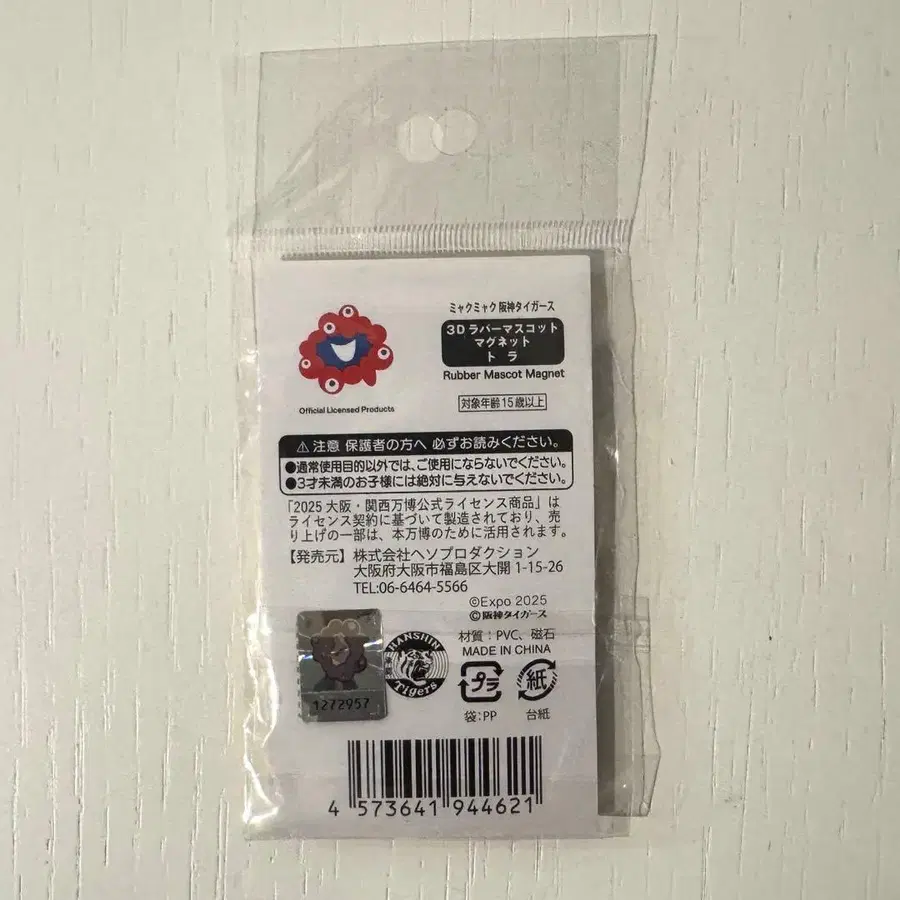 ミャクミャク 阪神タイガース
3Dラバーマスコット
マグネット
トラ
Rubber Mascot Magnet
Official Licensed Products
対象年齢15歳以上
⚠注意 保護者の方へ 必ずお読みください。
●通常使用目的以外では、ご使用にならないでください。
●3才未満のお子様には絶対に与えないでください。
「2025 大阪・関西万博公式ライセンス商品」は
ライセンス契約に基づいて製造されており、売
り上げの一部は、本万博のために活用されます。
【発売元】株式会社ヘソプロダクション
大阪府大阪市福島区大開 1-15-26
TEL:06-6464-5566
©Expo 2025
©阪神タイガース
材質：PVC、磁石
MADE IN CHINA
HANSHIN
Tigers
1272957
プラ
紙
袋：PP
台紙
4 573641 944621